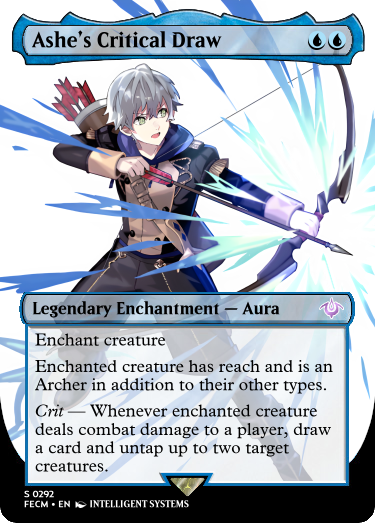 Ashe's Critical Draw
Legendary Enchantment — Aura
Enchant creature
Enchanted creature has reach and is an
Archer in addition to their other types.
Crit — Whenever enchanted creature
deals combat damage to a player, draw
a card and untap up to two target
creatures.
S 0292
FECM • EN INTELLIGENT SYSTEMS